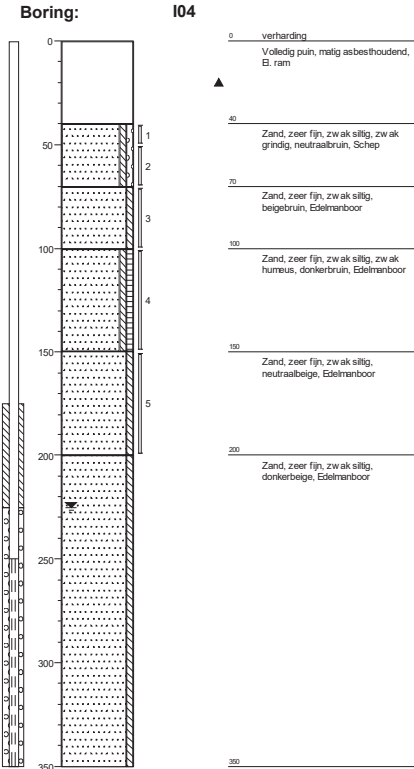 Boring: I04
0
50
100
150
200
250
300
350
1
2
3
4
5
0 verharding
Volledig puin, matig asbesthoudend,
El. ram
40
Zand, zeer fijn, zwak siltig, zwak
grindig, neutraalbruin, Schep
70
Zand, zeer fijn, zwak siltig,
beigebruin, Edelmanboor
100
Zand, zeer fijn, zwak siltig, zwak
humeus, donkerbruin, Edelmanboor
150
Zand, zeer fijn, zwak siltig,
neutraalbeige, Edelmanboor
200
Zand, zeer fijn, zwak siltig,
donkerbeige, Edelmanboor
350